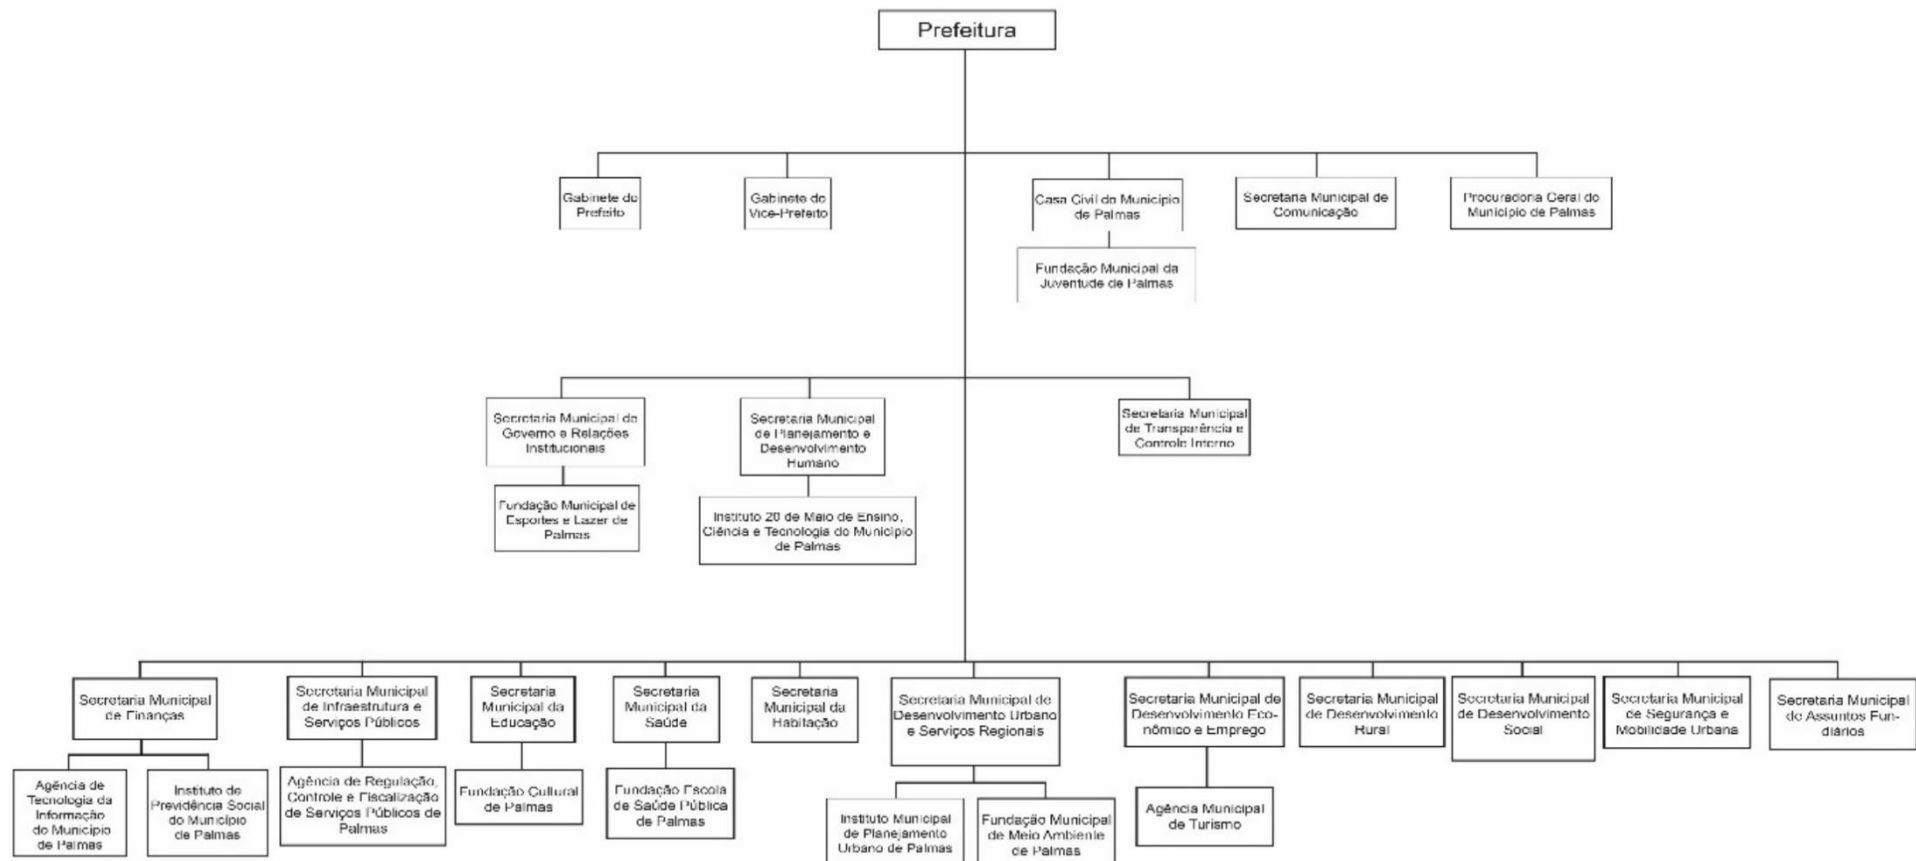 Prefeitura
Gabinete do
Prefeito
Gabinete do
Vice-Prefeito
Casa Civil do Município
de Palmas
Secretaria Municipal de
Comunicação
Procuradoria Geral do
Município de Palmas
Fundação Municipal da
Juventude de Palmas
Secretaria Municipal de
Governo e Relações
Institucionais
Secretaria Municipal
de Planejamento e
Desenvolvimento
Humano
Secretaria Municipal
de Transparência e
Controle Interno
Fundação Municipal de
Esportes e Lazer de
Palmas
Instituto 20 de Maio de Ensino,
Ciência e Tecnologia do Município
de Palmas
Secretaria Municipal
de Finanças
Secretaria Municipal
de Infraestrutura e
Serviços Públicos
Secretaria
Municipal da
Educação
Secretaria
Municipal da
Saúde
Secretaria
Municipal da
Habitação
Secretaria Municipal de
Desenvolvimento Urbano
e Serviços Regionais
Secretaria Municipal de
Desenvolvimento Eco-
nômico e Emprego
Secretaria Municipal
de Desenvolvimento
Rural
Secretaria Municipal
de Desenvolvimento
Social
Secretaria Municipal
de Segurança e
Mobilidade Urbana
Secretaria Municipal
de Assuntos Fun-
diários
Agência de
Tecnologia da
Informação
do Município
de Palmas
Instituto de
Previdência Social
do Município
de Palmas
Agência de Regulação,
Controle e Fiscalização
de Serviços Públicos de
Palmas
Fundação Cultural
de Palmas
Fundação Escola
de Saúde Pública
de Palmas
Instituto Municipal
de Planejamento
Urbano de Palmas
Fundação Municipal
de Meio Ambiente
de Palmas
Agência Municipal
de Turismo